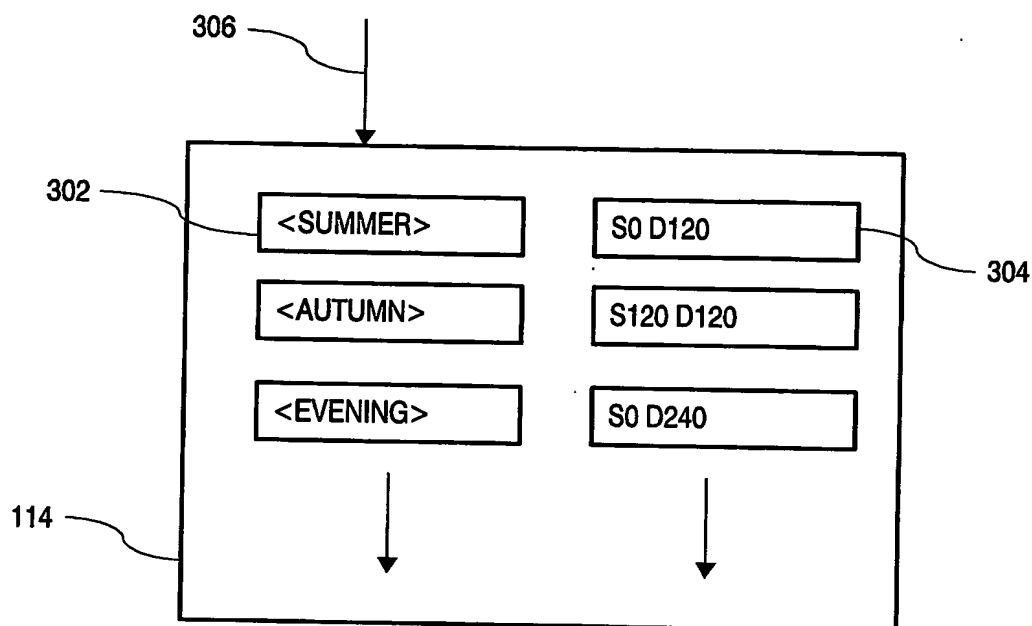 306
302
<SUMMER>
S0 D120
304
<AUTUMN>
S120 D120
<EVENING>
S0 D240
114